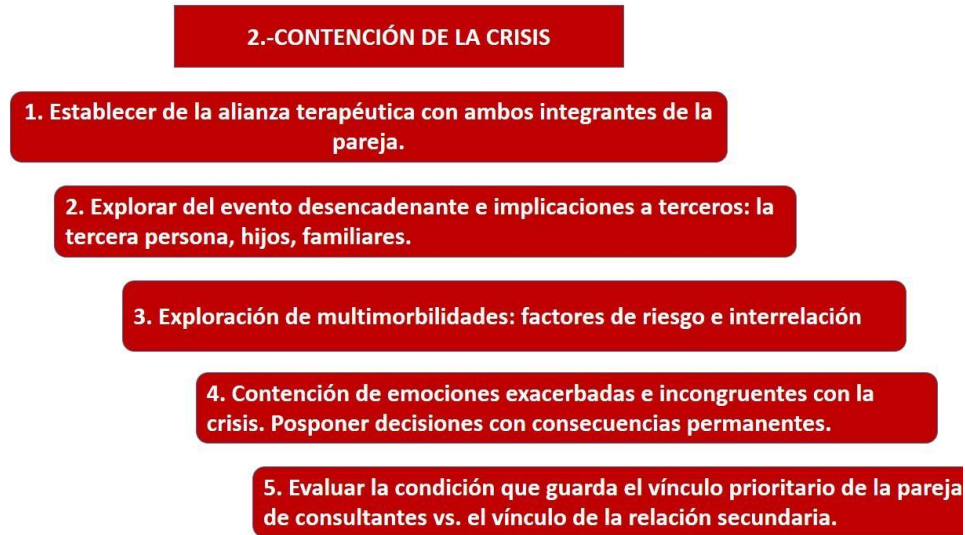 2.-CONTENCIÓN DE LA CRISIS
1. Establecer de la alianza terapéutica con ambos integrantes de la
pareja.
2. Explorar del evento desencadenante e implicaciones a terceros: la
tercera persona, hijos, familiares.
3. Exploración de multimorbilidades: factores de riesgo e interrelación
4. Contención de emociones exacerbadas e incongruentes con la
crisis. Posponer decisiones con consecuencias permanentes.
5. Evaluar la condición que guarda el vínculo prioritario de la pareja
de consultantes vs. el vínculo de la relación secundaria.